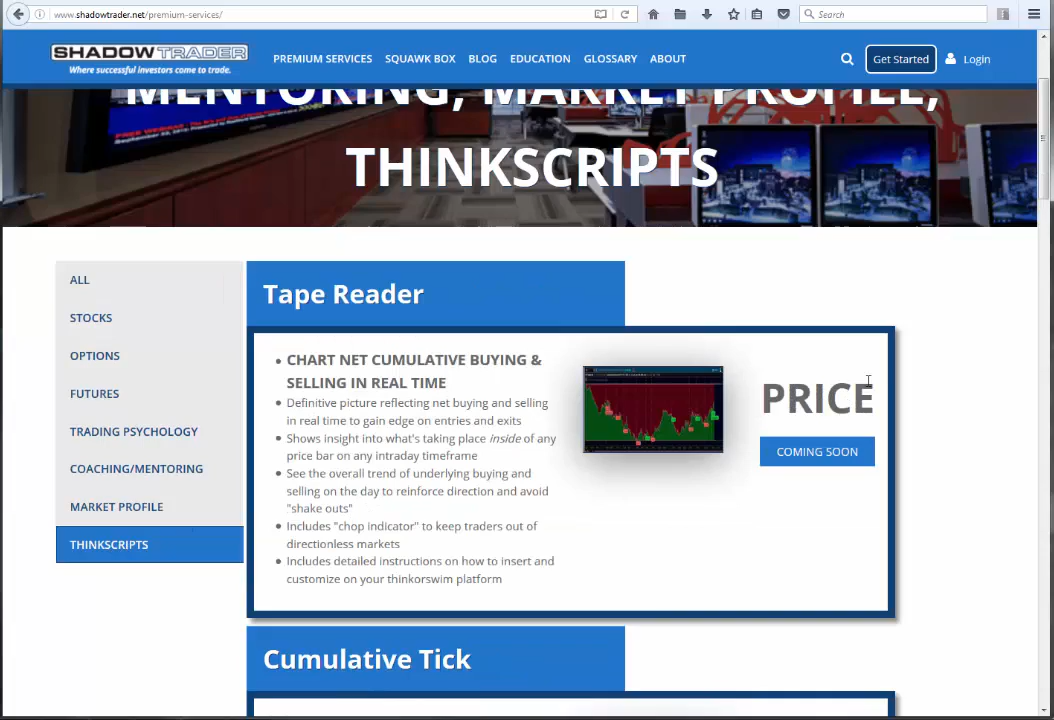 www.shadowtrader.net/premium-services/
Search
SHADOWTRADER
Where successful investors come to trade.
PREMIUM SERVICES
SQUAWK BOX
BLOG
EDUCATION
GLOSSARY
ABOUT
Get Started
Login
MENTORING, MARKET PROFILE,
THINKSCRIPTS
ALL
STOCKS
OPTIONS
FUTURES
TRADING PSYCHOLOGY
COACHING/MENTORING
MARKET PROFILE
THINKSCRIPTS
Tape Reader
• CHART NET CUMULATIVE BUYING &
SELLING IN REAL TIME
• Definitive picture reflecting net buying and selling
in real time to gain edge on entries and exits
• Shows insight into what's taking place inside of any
price bar on any intraday timeframe
• See the overall trend of underlying buying and
selling on the day to reinforce direction and avoid
"shake outs"
• Includes "chop indicator" to keep traders out of
directionless markets
• Includes detailed instructions on how to insert and
customize on your thinkorswim platform
PRICE
COMING SOON
Cumulative Tick